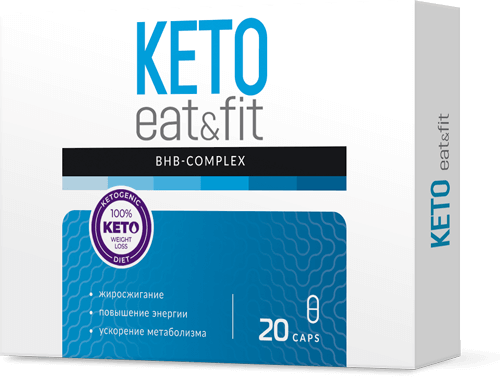 KETO
eat&fit
BHB-COMPLEX
KETOGENIC
100%
KETO
WEIGHT
LOSS
DIET
• жиросжигание
• повышение энергии
• ускорение метаболизма
20 CAPS
KETO eat&fit